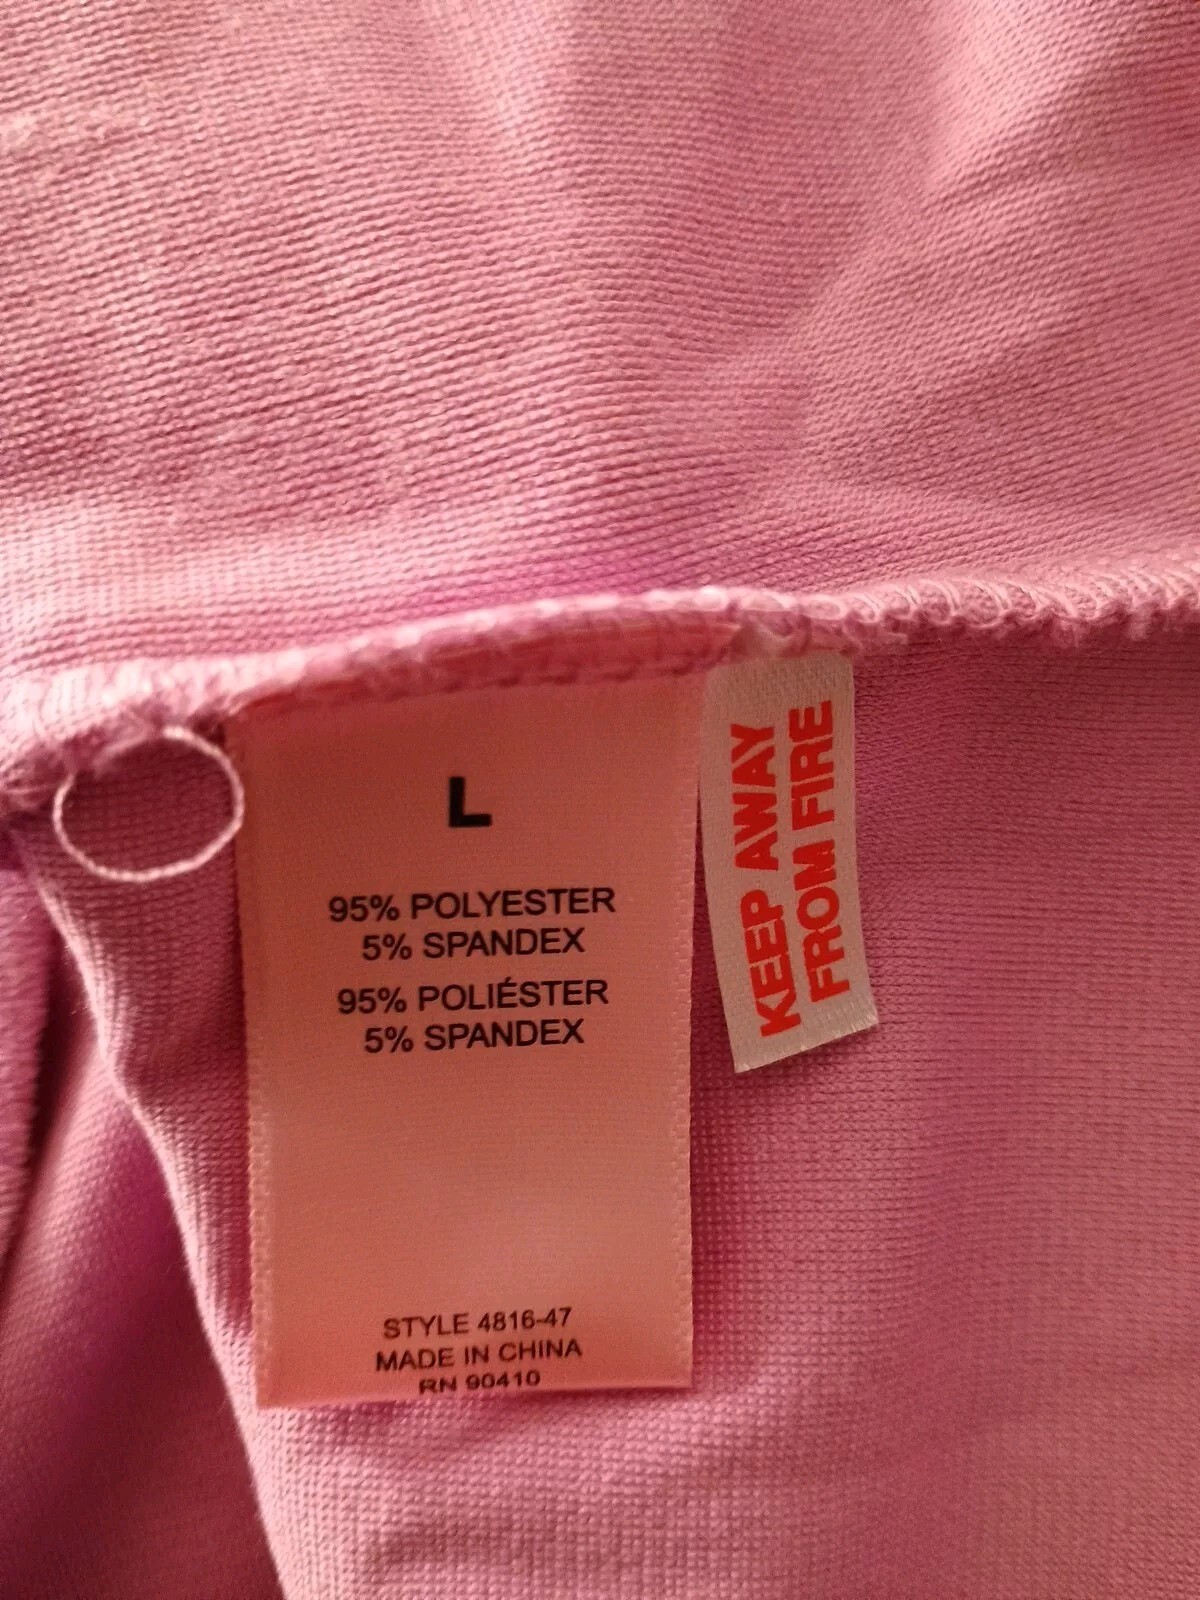 L
95% POLYESTER
5% SPANDEX
95% POLIÉSTER
5% SPANDEX
STYLE 4816-47
MADE IN CHINA
RN 90410
KEEP AWAY
FROM FIRE